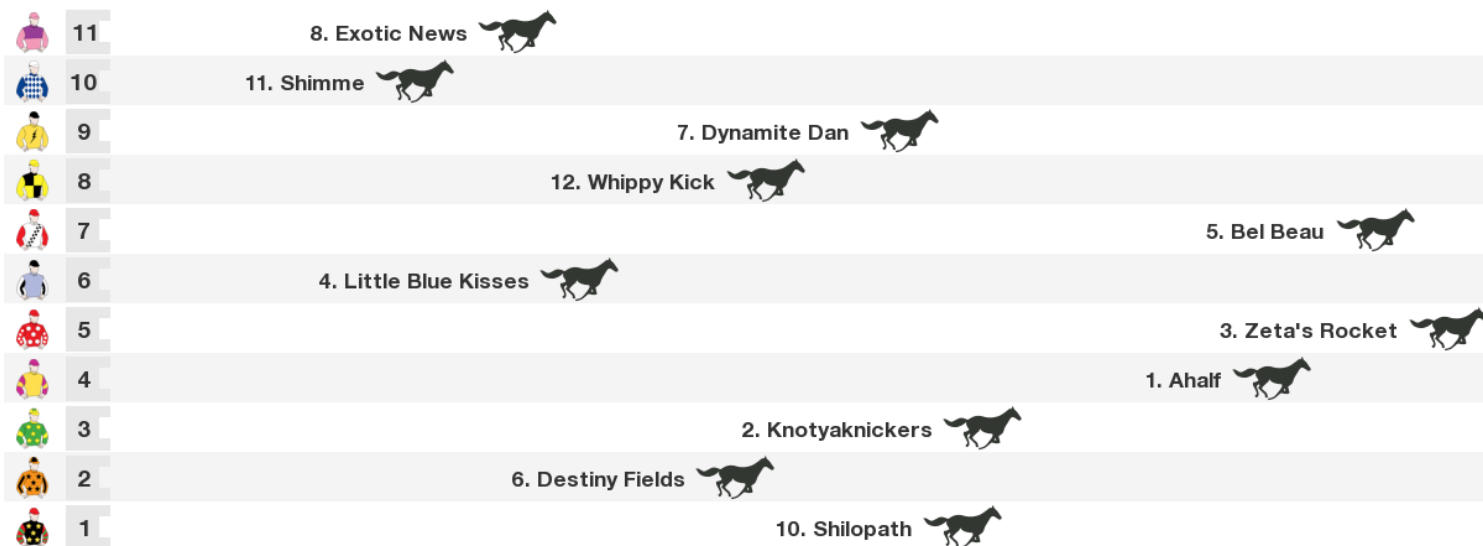 11 8. Exotic News
10 11. Shimme
9 7. Dynamite Dan
8 12. Whippy Kick
7 5. Bel Beau
6 4. Little Blue Kisses
5 3. Zeta's Rocket
4 1. Ahalf
3 2. Knotyaknickers
2 6. Destiny Fields
1 10. Shilopath